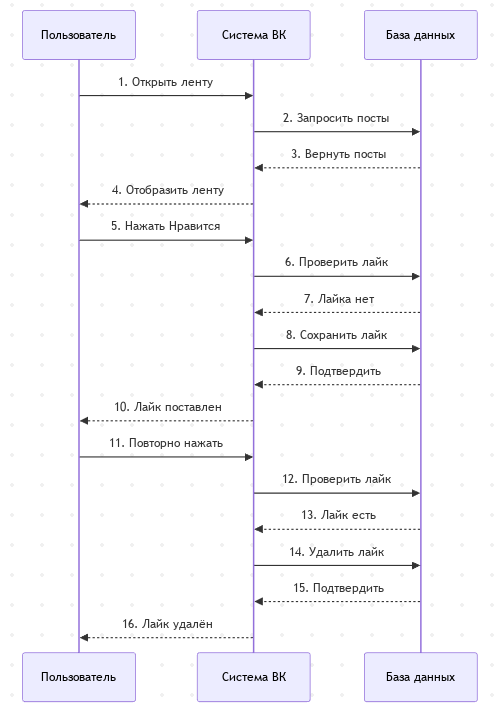 Пользователь
Система ВК
База данных
1. Открыть ленту
2. Запросить посты
3. Вернуть посты
4. Отобразить ленту
5. Нажать Нравится
6. Проверить лайк
7. Лайка нет
8. Сохранить лайк
9. Подтвердить
10. Лайк поставлен
11. Повторно нажать
12. Проверить лайк
13. Лайк есть
14. Удалить лайк
15. Подтвердить
16. Лайк удалён
Пользователь
Система ВК
База данных